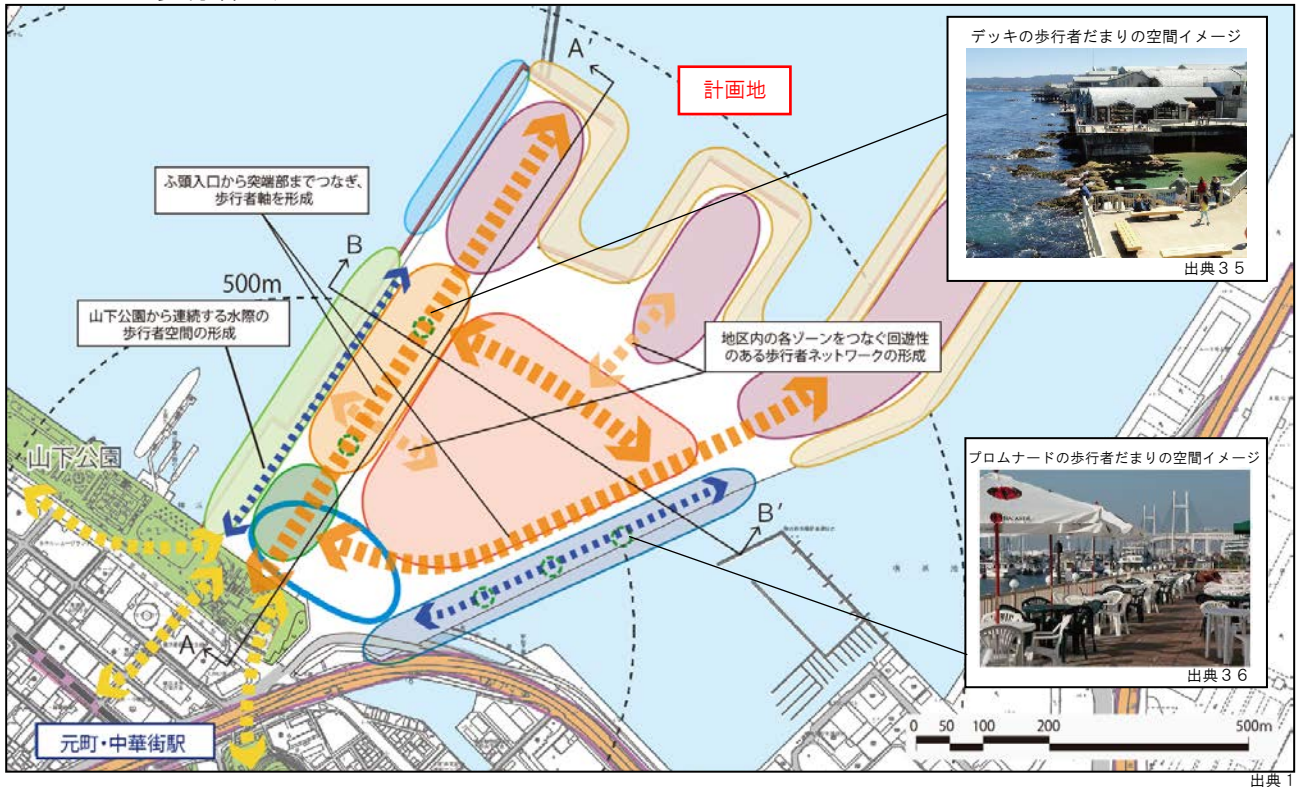 デッキの歩行者だまりの空間イメージ
出典３５
計画地
A'
ふ頭入口から突端部までつなぎ、
歩行者軸を形成
B
500m
山下公園から連続する水際の
歩行者空間の形成
地区内の各ゾーンをつなぐ回遊性
のある歩行者ネットワークの形成
山下公園
プロムナードの歩行者だまりの空間イメージ
B'
出典３６
A
元町・中華街駅
0 50 100 200 500m
出典 1